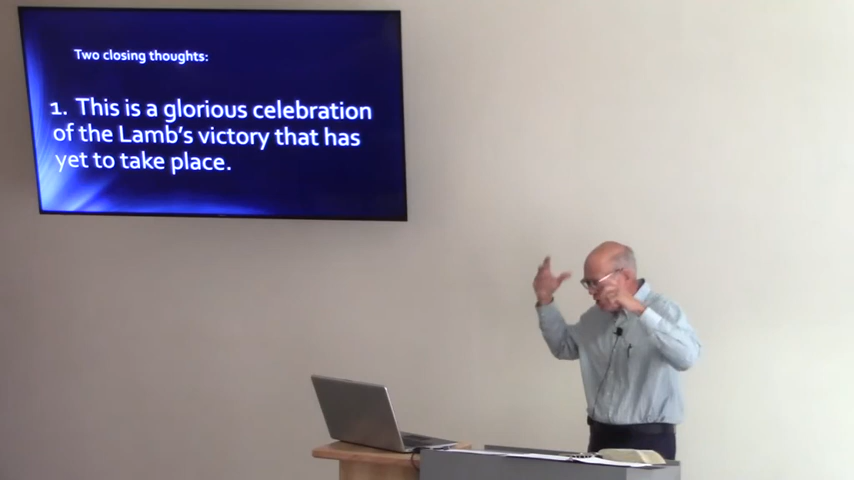 Two closing thoughts:
1. This is a glorious celebration
of the Lamb's victory that has
yet to take place.